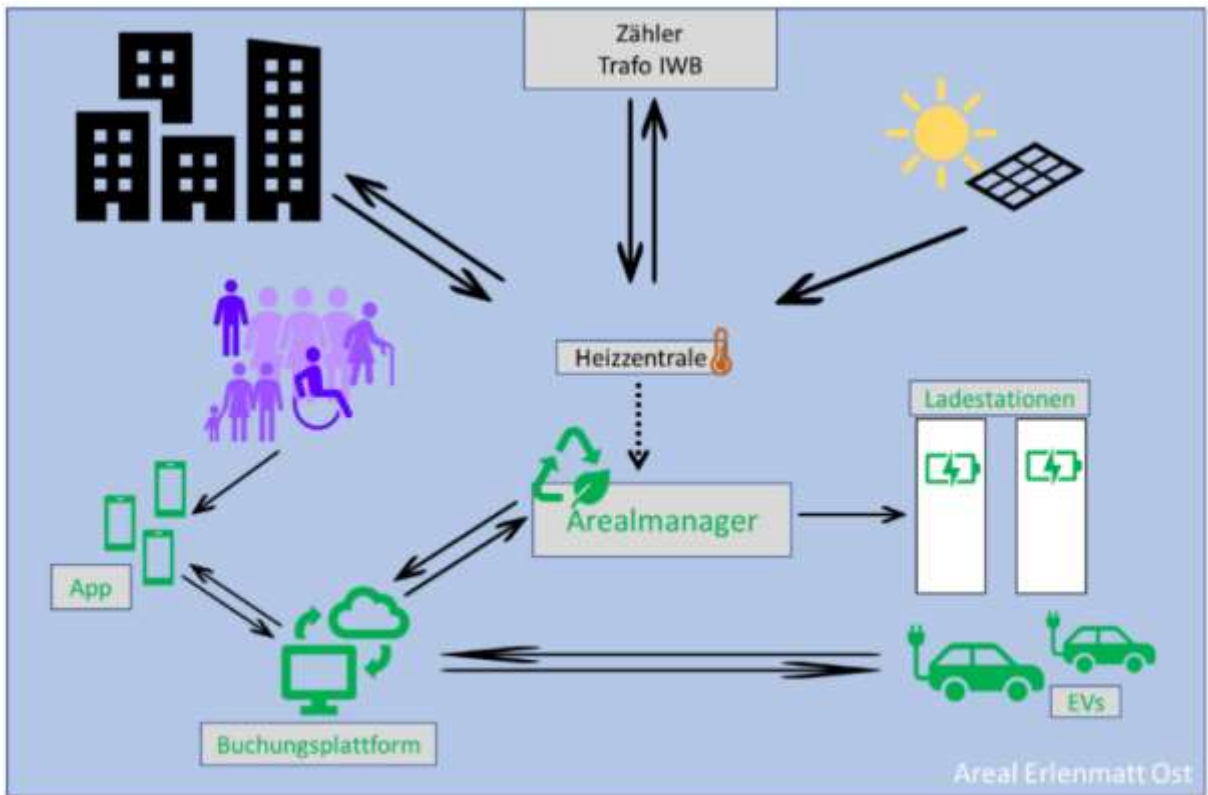 Zähler
Trafo IWB
Heizzentrale
Ladestationen
Arealmanager
App
EVs
Buchungsplattform
Areal Erlenmatt Ost